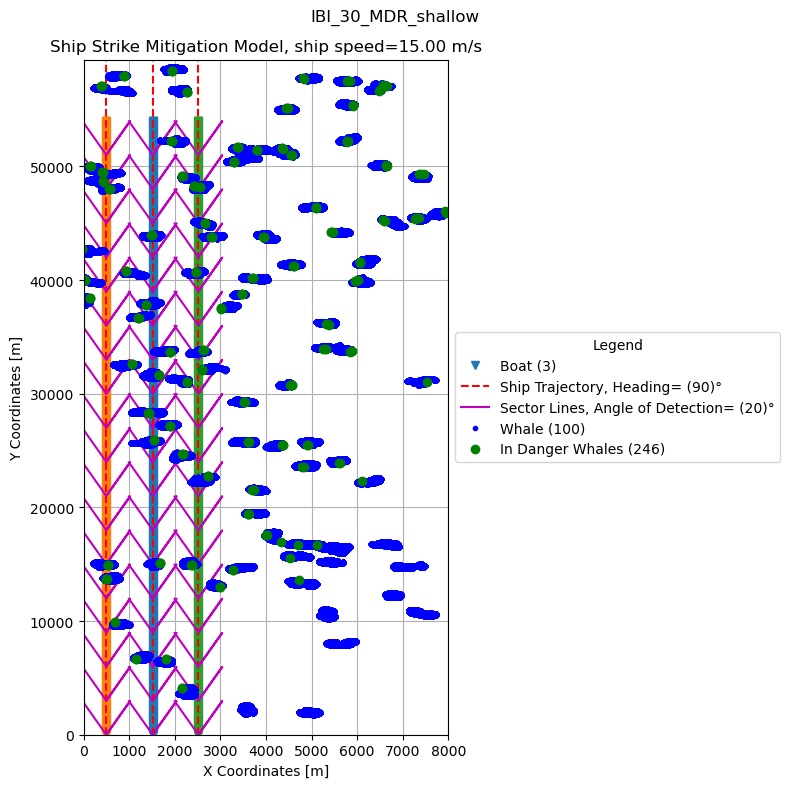 IBI_30_MDR_shallow
Ship Strike Mitigation Model, ship speed=15.00 m/s
Y Coordinates [m]
50000
40000
30000
20000
10000
0
0 1000 2000 3000 4000 5000 6000 7000 8000
X Coordinates [m]
Legend
Boat (3)
Ship Trajectory, Heading= (90)°
Sector Lines, Angle of Detection= (20)°
Whale (100)
In Danger Whales (246)